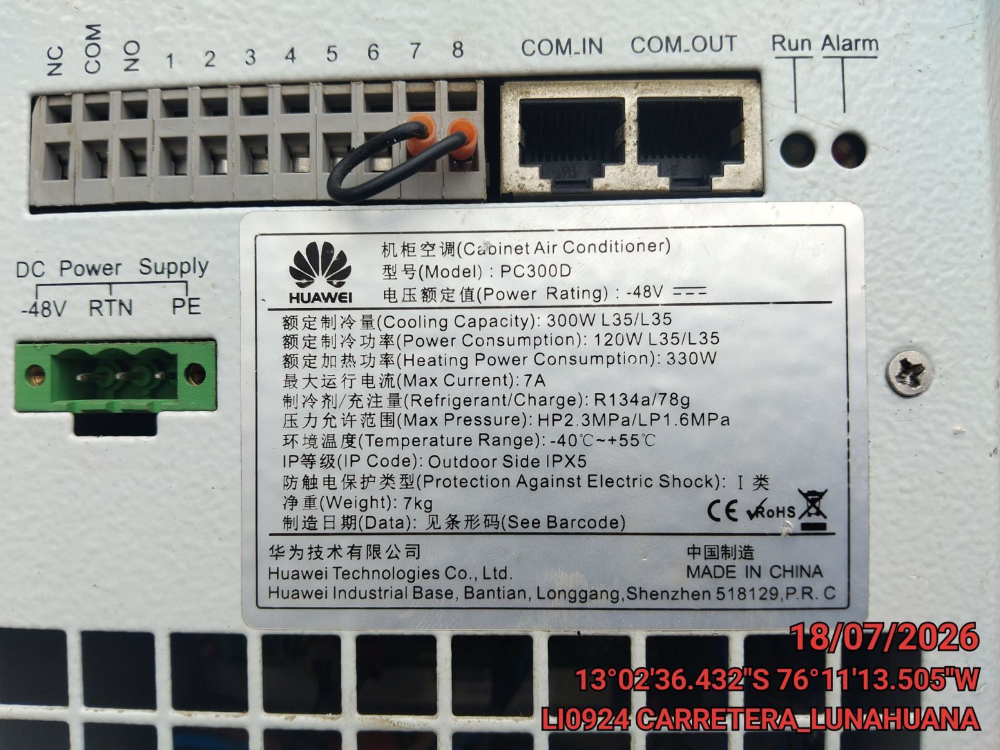 NC COM NO 1 2 3 4 5 6 7 8 COM_IN COM_OUT Run Alarm
DC Power Supply
-48V RTN PE
HUAWEI
机柜空调(Cabinet Air Conditioner)
型号(Model) : PC300D
电压额定值(Power Rating) : -48V
额定制冷量(Cooling Capacity): 300W L35/L35
额定制冷功率(Power Consumption): 120W L35/L35
额定加热功率(Heating Power Consumption): 330W
最大运行电流(Max Current): 7A
制冷剂/充注量(Refrigerant/Charge): R134a/78g
压力允许范围(Max Pressure): HP2.3MPa/LP1.6MPa
环境温度(Temperature Range): -40℃~+55℃
IP等级(IP Code): Outdoor Side IPX5
防触电保护类型(Protection Against Electric Shock): I 类
净重(Weight): 7kg
制造日期(Data): 见条形码(See Barcode)
CE RoHS
华为技术有限公司
中国制造
Huawei Technologies Co., Ltd.
MADE IN CHINA
Huawei Industrial Base, Bantian, Longgang,Shenzhen 518129,P.R. C
18/07/2026
13°02'36.432"S 76°11'13.505"W
LI0924 CARRETERA_LUNAHUANA